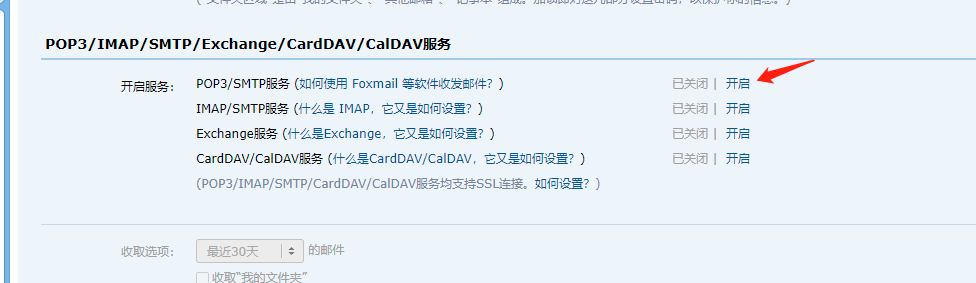 POP3/IMAP/SMTP/Exchange/CardDAV/CalDAV服务
开启服务: POP3/SMTP服务 (如何使用 Foxmail 等软件收发邮件? ) 已关闭 | 开启
IMAP/SMTP服务 (什么是 IMAP，它又是如何设置? ) 已关闭 | 开启
Exchange服务 (什么是Exchange，它又是如何设置? ) 已关闭 | 开启
CardDAV/CalDAV服务 (什么是CardDAV/CalDAV，它又是如何设置? ) 已关闭 | 开启
(POP3/IMAP/SMTP/CardDAV/CalDAV服务均支持SSL连接。如何设置? )
收取选项: 最近30天 的邮件
收取“我的文件夹”